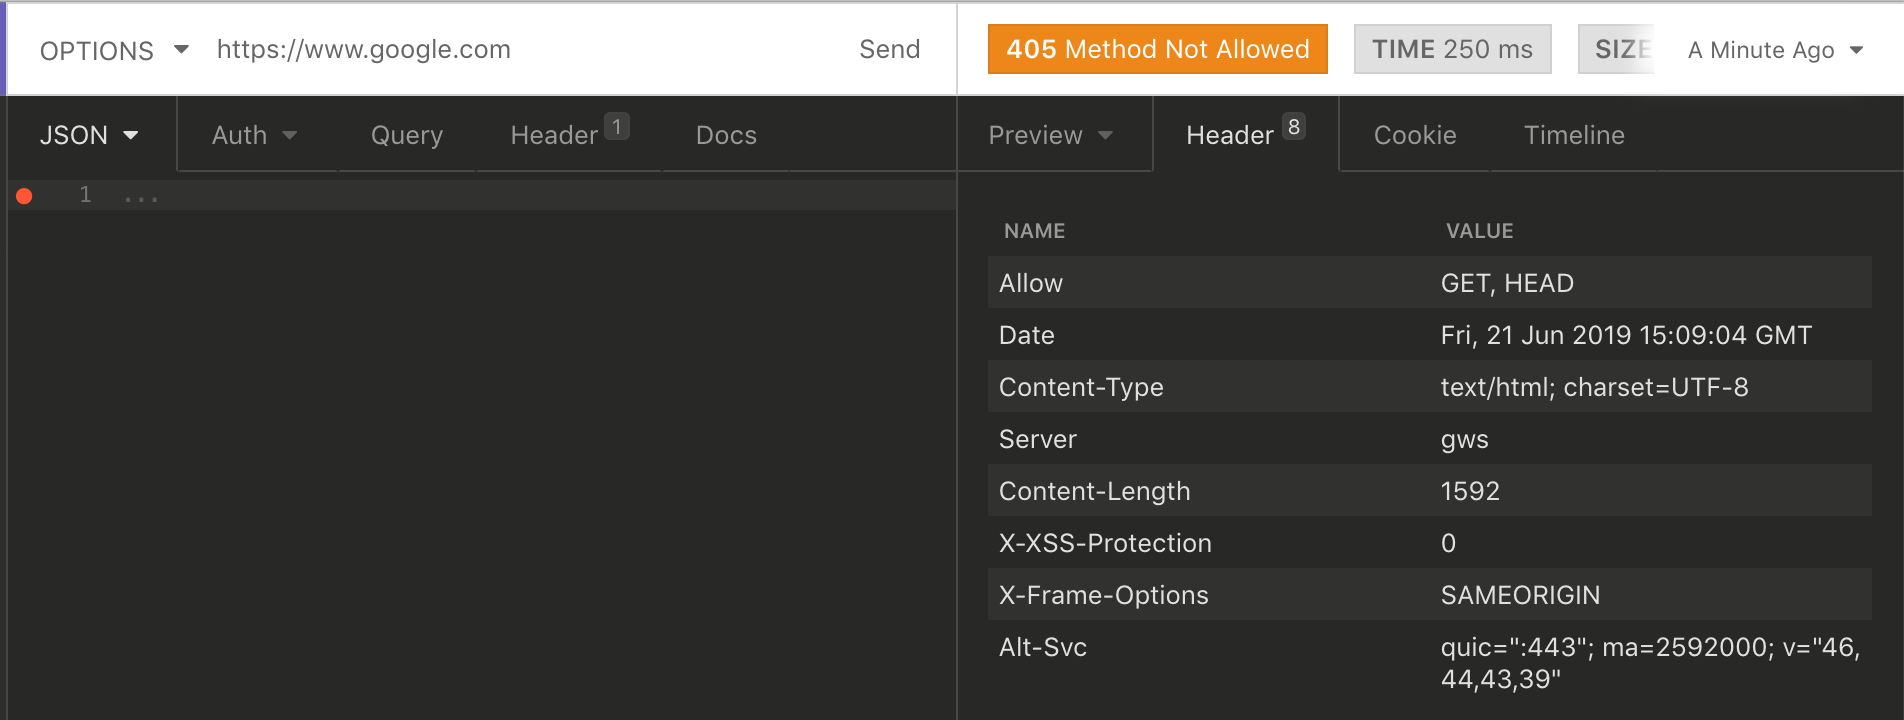 OPTIONS https://www.google.com Send 405 Method Not Allowed TIME 250 ms SIZE A Minute Ago
JSON Auth Query Header 1 Docs Preview Header 8 Cookie Timeline
1 ...
NAME VALUE
Allow GET, HEAD
Date Fri, 21 Jun 2019 15:09:04 GMT
Content-Type text/html; charset=UTF-8
Server gws
Content-Length 1592
X-XSS-Protection 0
X-Frame-Options SAMEORIGIN
Alt-Svc quic=":443"; ma=2592000; v="46,
44,43,39"